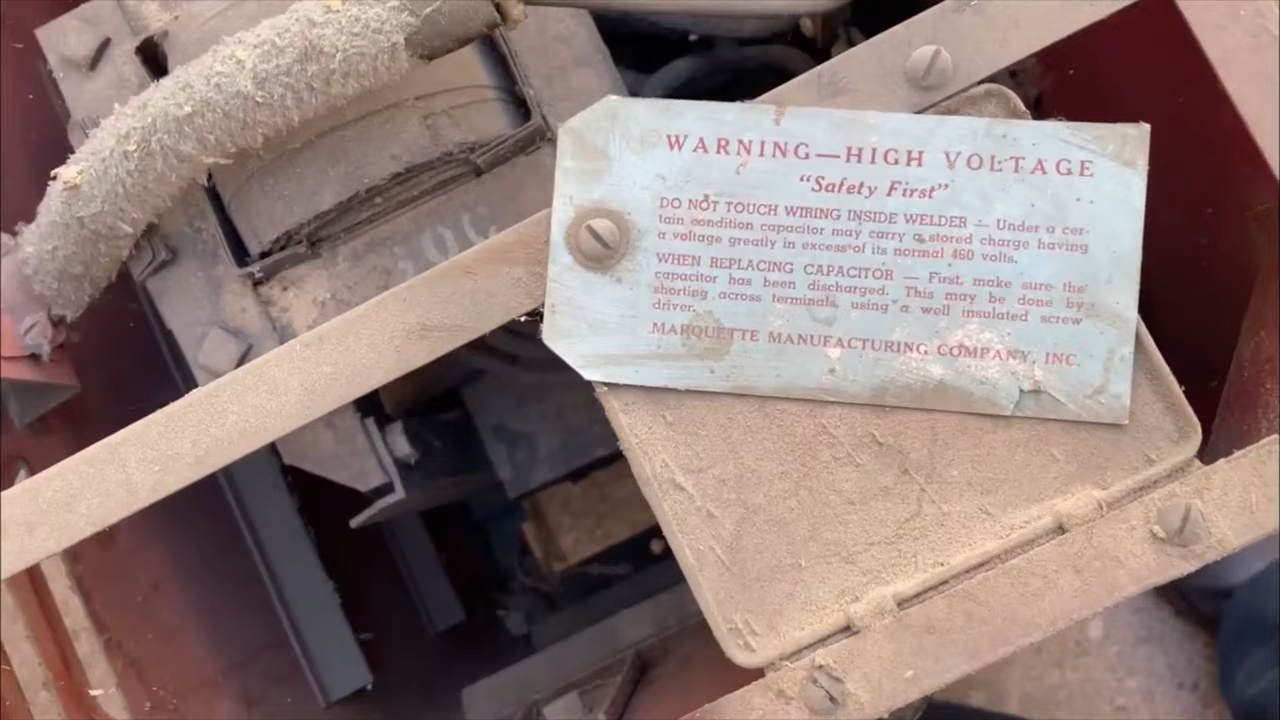 WARNING—HIGH VOLTAGE
“Safety First”
DO NOT TOUCH WIRING INSIDE WELDER — Under a cer-
tain condition capacitor may carry a stored charge having
a voltage greatly in excess of its normal 460 volts.
WHEN REPLACING CAPACITOR — First, make sure the
capacitor has been discharged. This may be done by
shorting across terminals, using a well insulated screw
driver.
MARQUETTE MANUFACTURING COMPANY, INC.